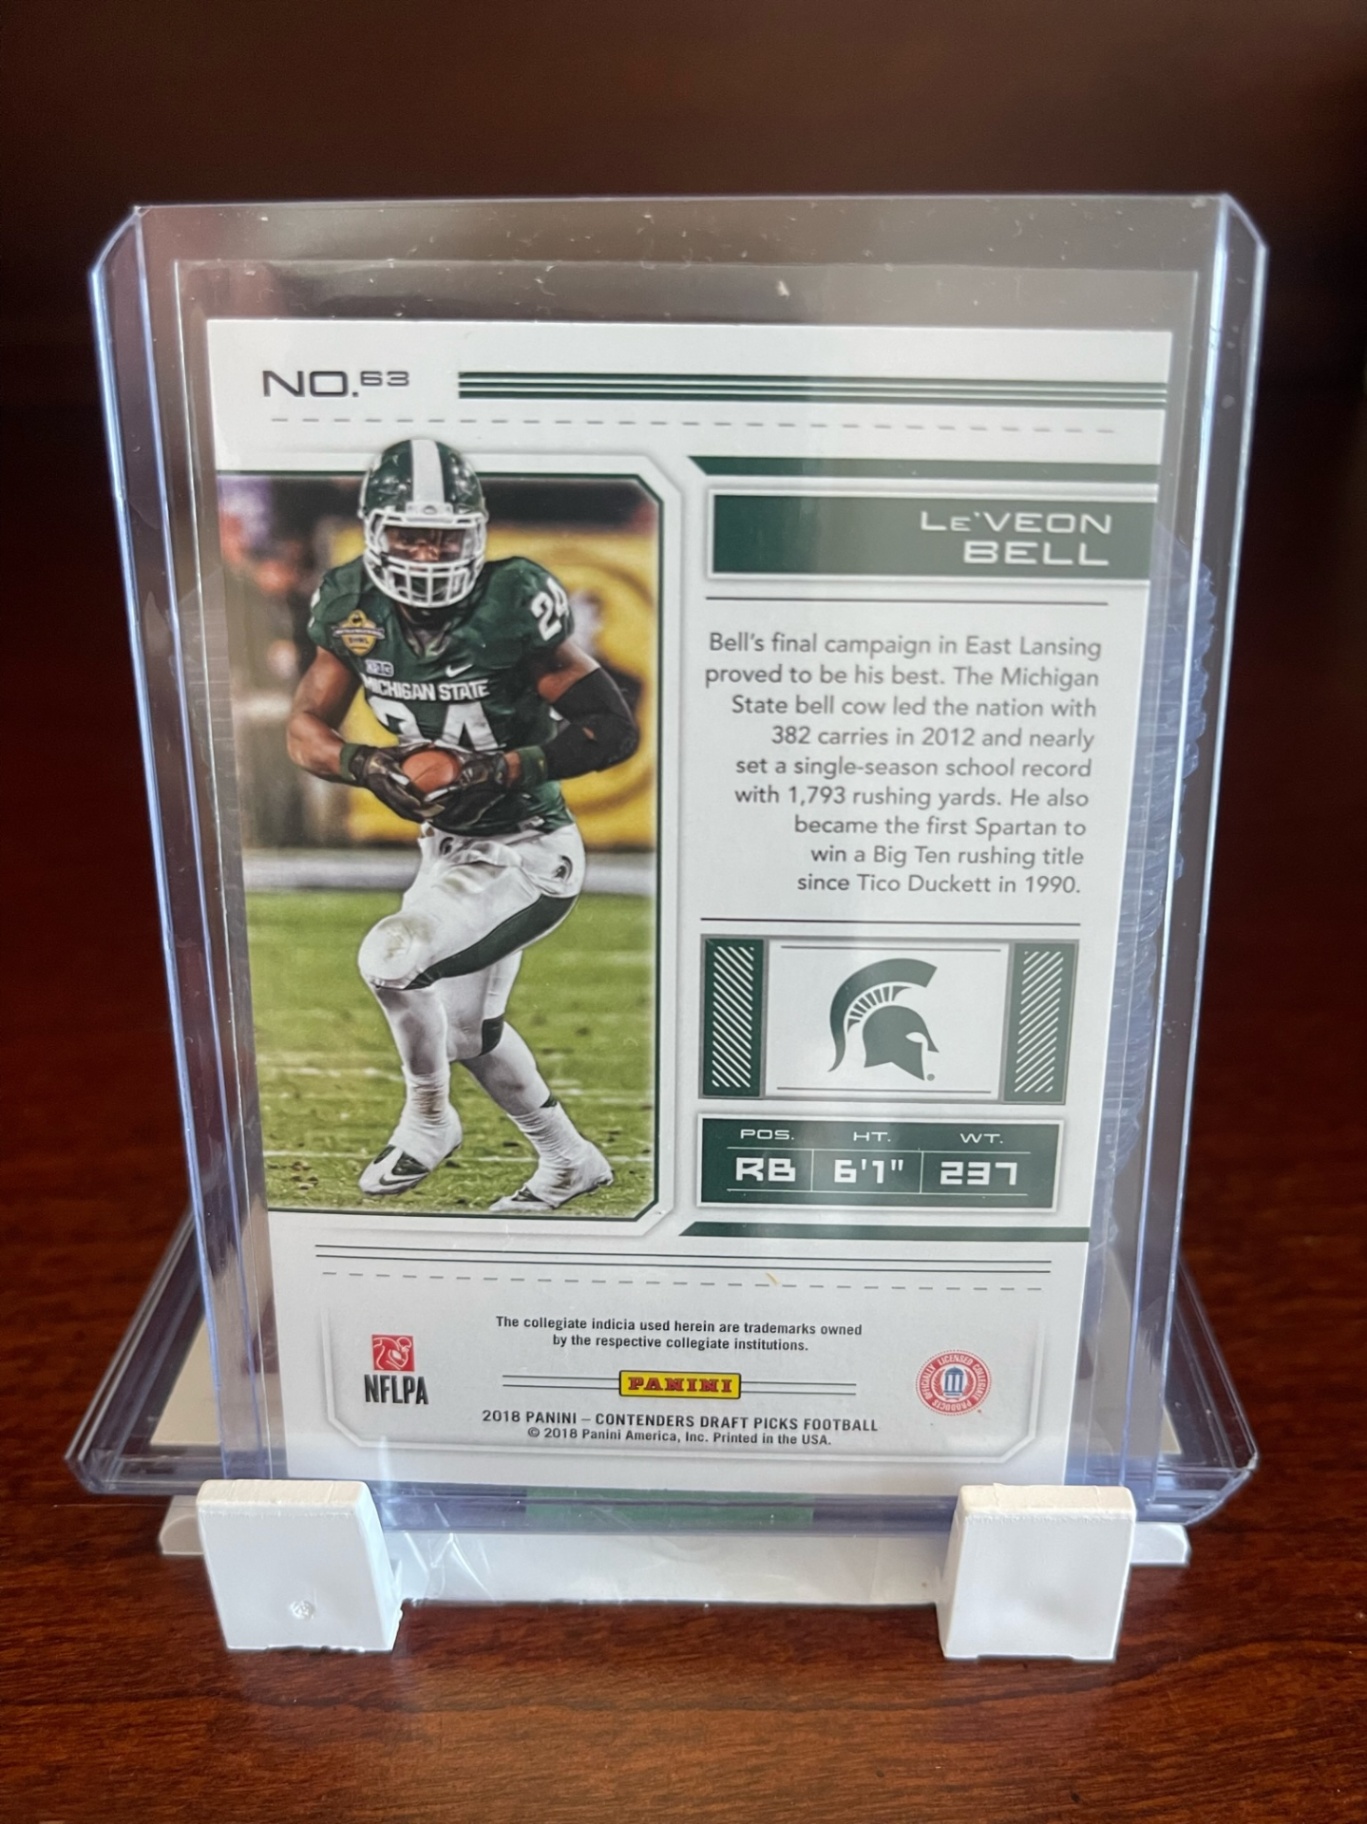 NO.63
LE'VEON
BELL
24
MICHIGAN STATE
24
Bell's final campaign in East Lansing
proved to be his best. The Michigan
State bell cow led the nation with
382 carries in 2012 and nearly
set a single-season school record
with 1,793 rushing yards. He also
became the first Spartan to
win a Big Ten rushing title
since Tico Duckett in 1990.
POS. HT. WT.
RB 6'1" 237
The collegiate indicia used herein are trademarks owned
by the respective collegiate institutions.
NFLPA
PANINI
OFFICIALLY LICENSED COLLEGIATE PRODUCTS
2018 PANINI – CONTENDERS DRAFT PICKS FOOTBALL
© 2018 Panini America, Inc. Printed in the USA.